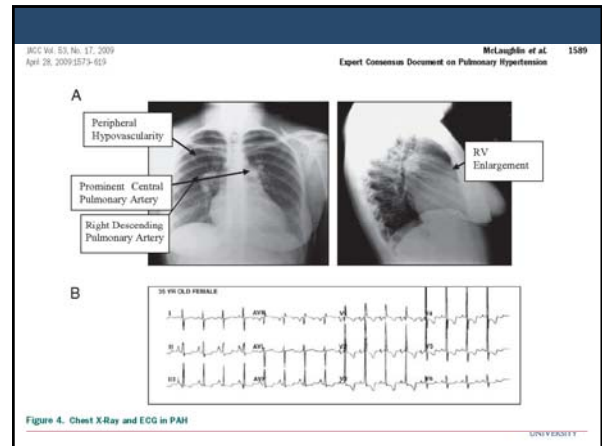 JACC Vol. 53, No. 17, 2009
April 28, 2009:1573–619
McLaughlin et al. 1589
Expert Consensus Document on Pulmonary Hypertension
A
Peripheral
Hypovascularity
Prominent Central
Pulmonary Artery
Right Descending
Pulmonary Artery
RV
Enlargement
B
36 YR OLD FEMALE
I AVR V1 V4
II AVL V2 V5
III AVF V3 V6
Figure 4. Chest X-Ray and ECG in PAH
UNIVERSITY